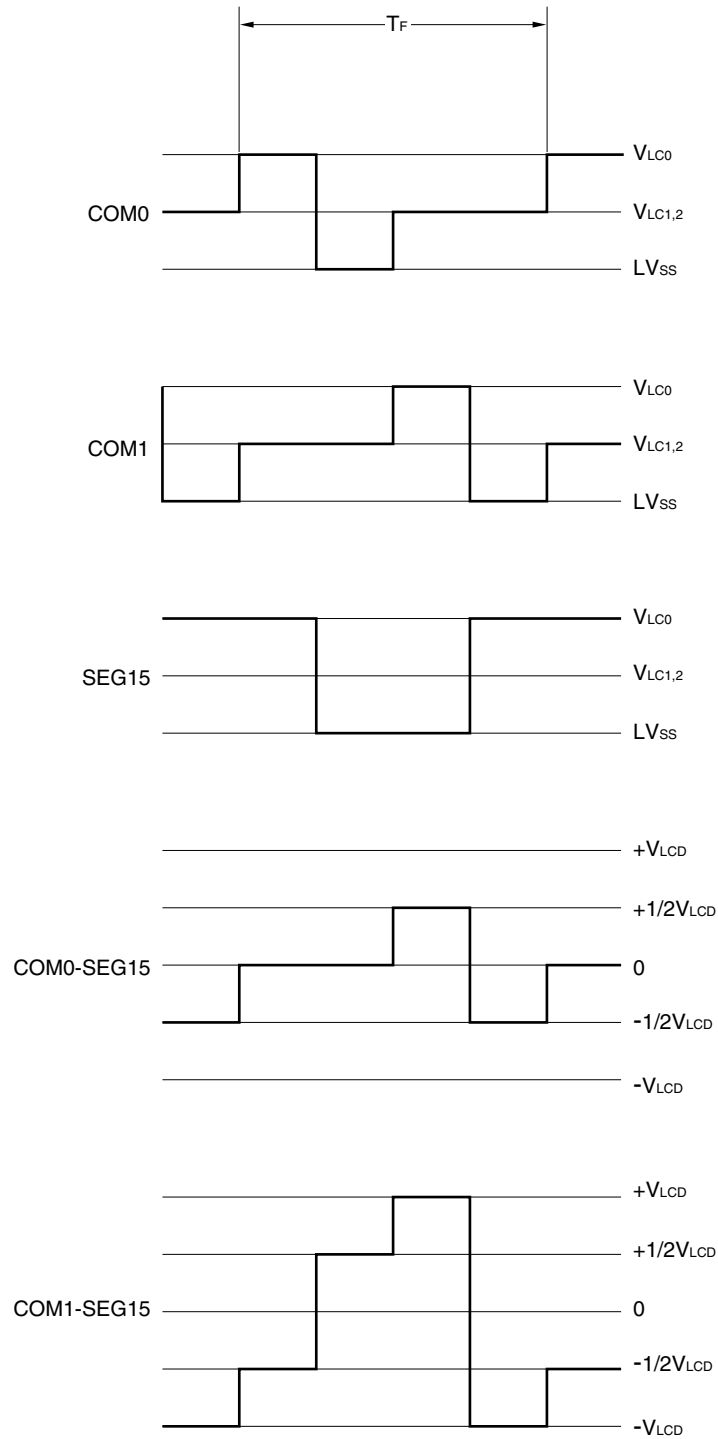 TF
VLC0
COM0
VLC1,2
LVSS
VLC0
COM1
VLC1,2
LVSS
VLC0
SEG15
VLC1,2
LVSS
+VLCD
+1/2VLCD
COM0-SEG15
0
-1/2VLCD
-VLCD
+VLCD
+1/2VLCD
COM1-SEG15
0
-1/2VLCD
-VLCD